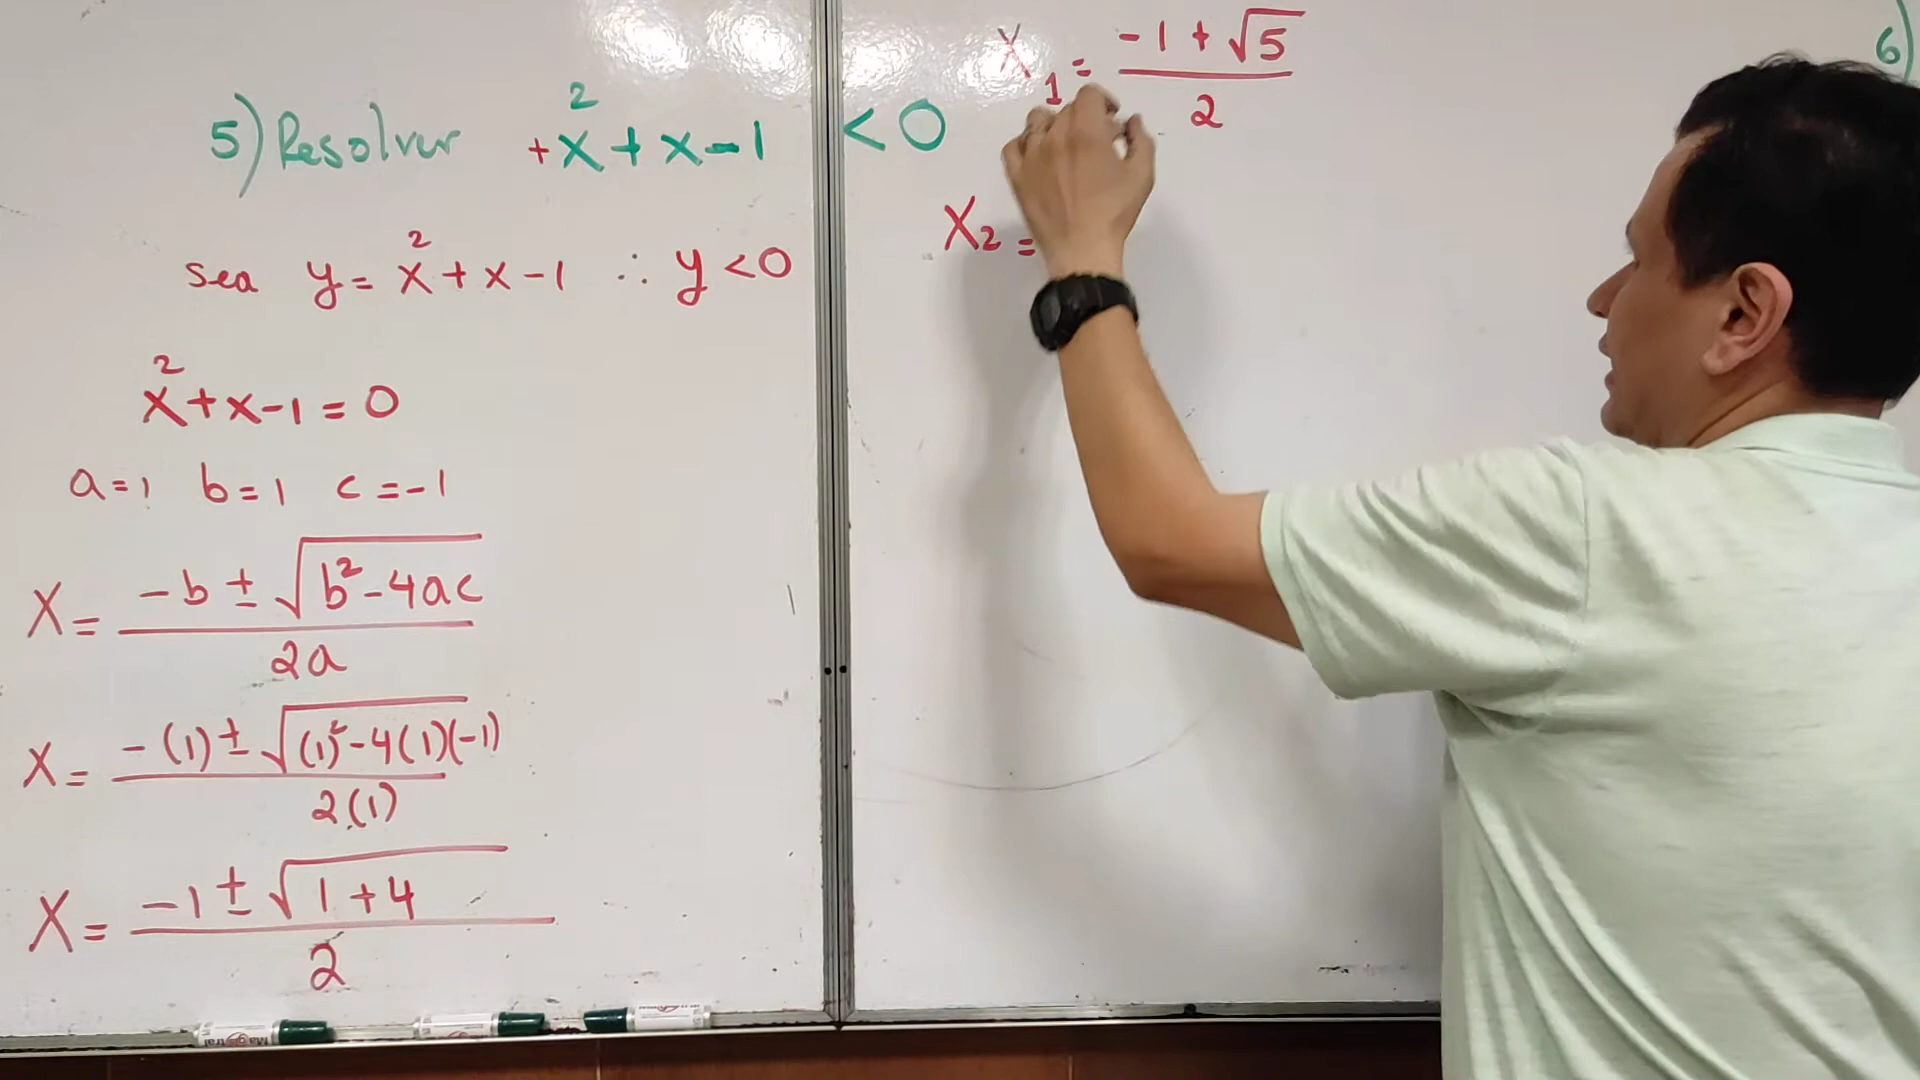 5) Resolver +x² + x - 1 < 0
sea y = x² + x - 1 ∴ y < 0
x² + x - 1 = 0
a = 1 b = 1 c = -1
X = (-b ± √(b² - 4ac)) / 2a
X = (-(1) ± √((1)² - 4(1)(-1))) / 2(1)
X = (-1 ± √(1 + 4)) / 2
X₁ = (-1 + √5) / 2
X₂ =
6)